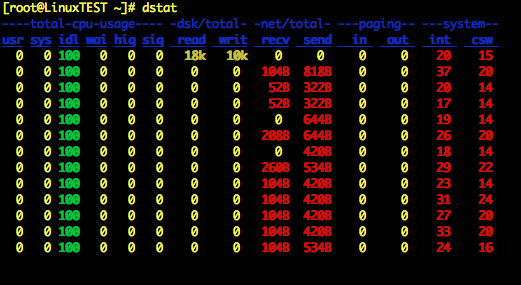 [root@LinuxTEST ~]# dstat
----total-cpu-usage---- -dsk/total- -net/total- ---paging-- ---system--
usr sys idl wai hiq siq| read  writ| recv  send|  in   out | int   csw
  0   0 100   0   0   0|  18k   10k|   0     0 |   0     0 |  20    15
  0   0 100   0   0   0|   0     0 | 104B  818B|   0     0 |  37    20
  0   0 100   0   0   0|   0     0 |  52B  322B|   0     0 |  20    14
  0   0 100   0   0   0|   0     0 |  52B  322B|   0     0 |  17    14
  0   0 100   0   0   0|   0     0 |   0   644B|   0     0 |  19    14
  0   0 100   0   0   0|   0     0 | 208B  644B|   0     0 |  26    20
  0   0 100   0   0   0|   0     0 |   0   420B|   0     0 |  18    14
  0   0 100   0   0   0|   0     0 | 260B  534B|   0     0 |  29    22
  0   0 100   0   0   0|   0     0 | 104B  420B|   0     0 |  23    14
  0   0 100   0   0   0|   0     0 | 104B  420B|   0     0 |  31    24
  0   0 100   0   0   0|   0     0 | 104B  420B|   0     0 |  27    20
  0   0 100   0   0   0|   0     0 | 104B  420B|   0     0 |  33    20
  0   0 100   0   0   0|   0     0 | 104B  534B|   0     0 |  24    16